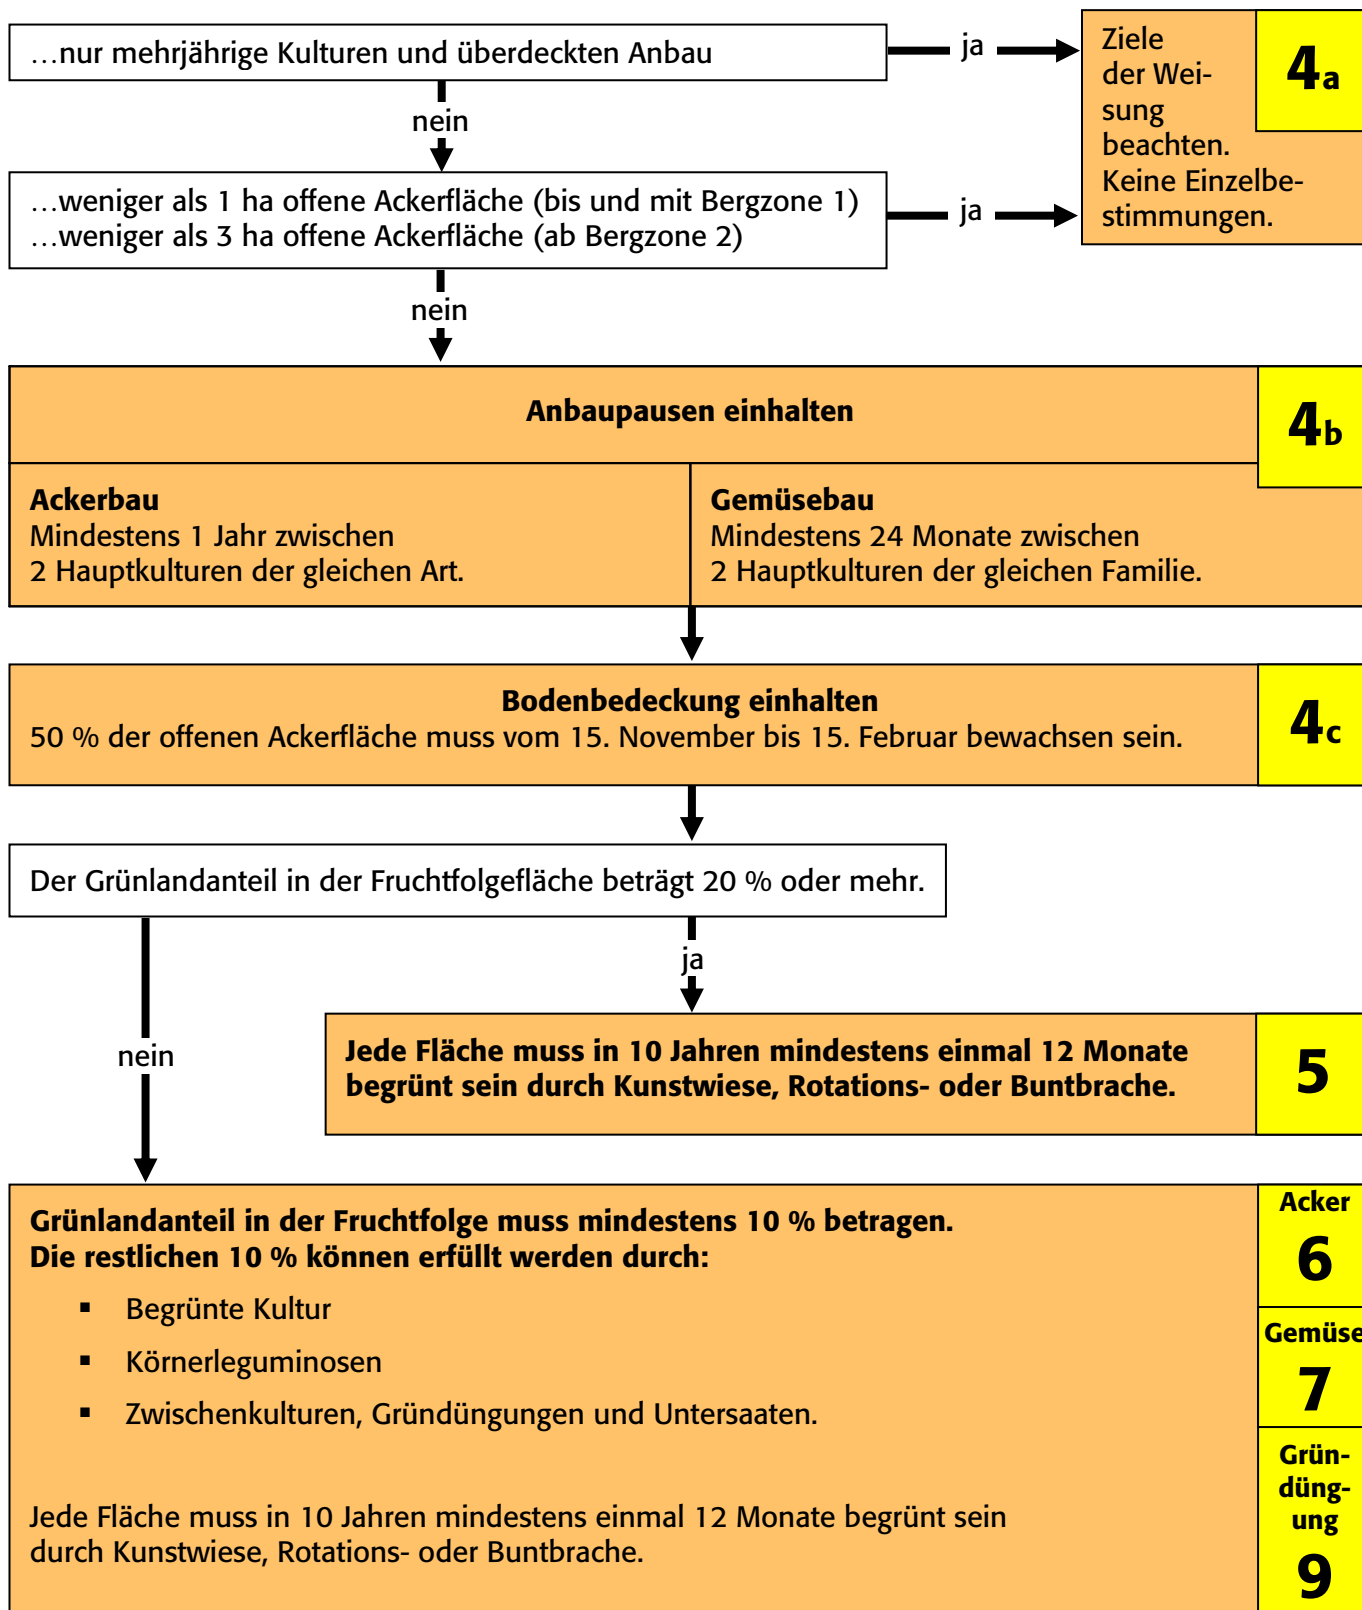 …nur mehrjährige Kulturen und überdeckten Anbau
ja
Ziele
der Wei-
sung
beachten.
Keine Einzelbe-
stimmungen.
4a
nein
…weniger als 1 ha offene Ackerfläche (bis und mit Bergzone 1)
…weniger als 3 ha offene Ackerfläche (ab Bergzone 2)
ja
nein
Anbaupausen einhalten
4b
Ackerbau
Mindestens 1 Jahr zwischen
2 Hauptkulturen der gleichen Art.
Gemüsebau
Mindestens 24 Monate zwischen
2 Hauptkulturen der gleichen Familie.
Bodenbedeckung einhalten
50 % der offenen Ackerfläche muss vom 15. November bis 15. Februar bewachsen sein.
4c
Der Grünlandanteil in der Fruchtfolgefläche beträgt 20 % oder mehr.
ja
nein
Jede Fläche muss in 10 Jahren mindestens einmal 12 Monate
begrünt sein durch Kunstwiese, Rotations- oder Buntbrache.
5
Grünlandanteil in der Fruchtfolge muss mindestens 10 % betragen.
Die restlichen 10 % können erfüllt werden durch:
▪ Begrünte Kultur
▪ Körnerleguminosen
▪ Zwischenkulturen, Gründüngungen und Untersaaten.
Jede Fläche muss in 10 Jahren mindestens einmal 12 Monate begrünt sein
durch Kunstwiese, Rotations- oder Buntbrache.
Acker
6
Gemüse
7
Grün-
düng-
ung
9